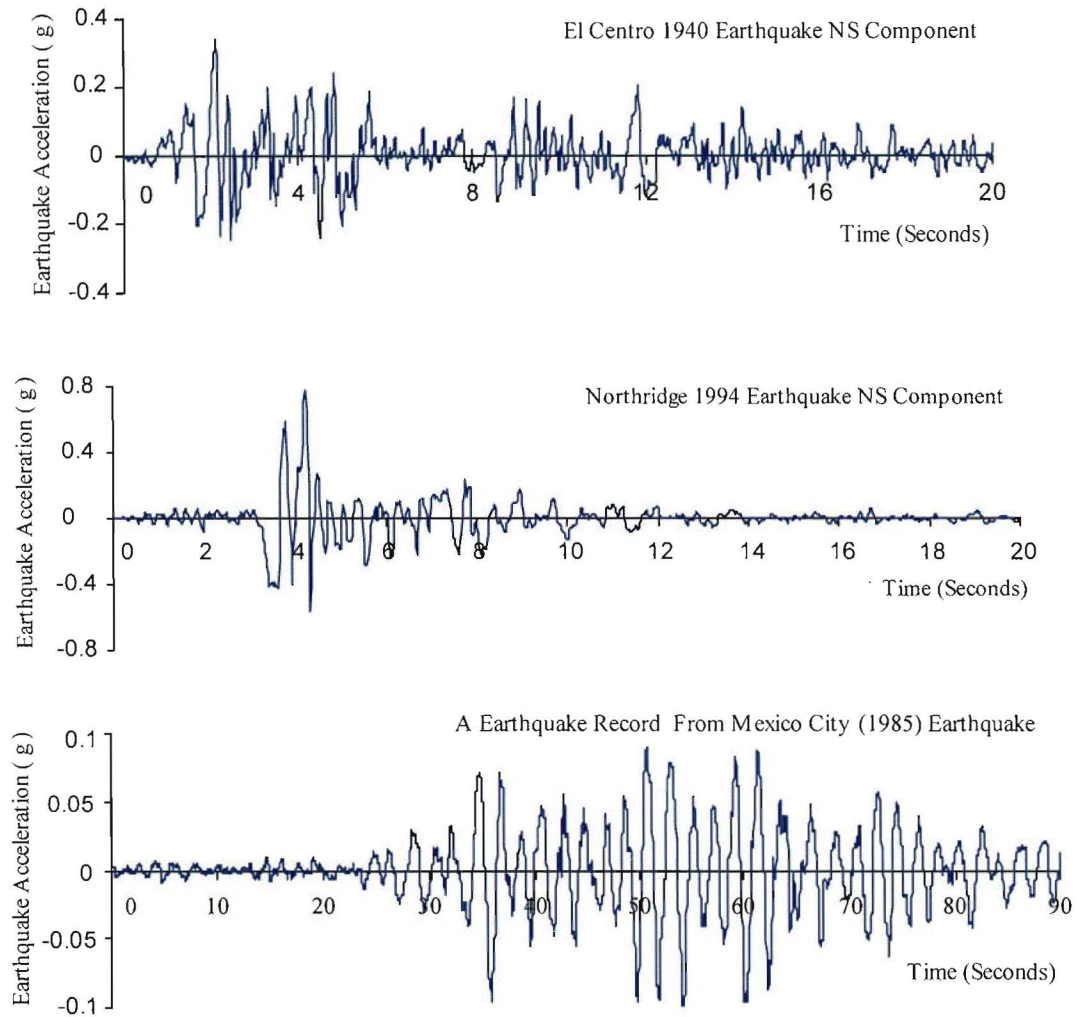 El Centro 1940 Earthquake NS Component
Earthquake Acceleration ( g )
0.4
0.2
0
-0.2
-0.4
0 4 8 12 16 20
Time (Seconds)
Northridge 1994 Earthquake NS Component
Earthquake Acceleration ( g )
0.8
0.4
0
-0.4
-0.8
0 2 4 6 8 10 12 14 16 18 20
Time (Seconds)
A Earthquake Record From Mexico City (1985) Earthquake
Earthquake Acceleration ( g )
0.1
0.05
0
-0.05
-0.1
0 10 20 30 40 50 60 70 80 90
Time (Seconds)